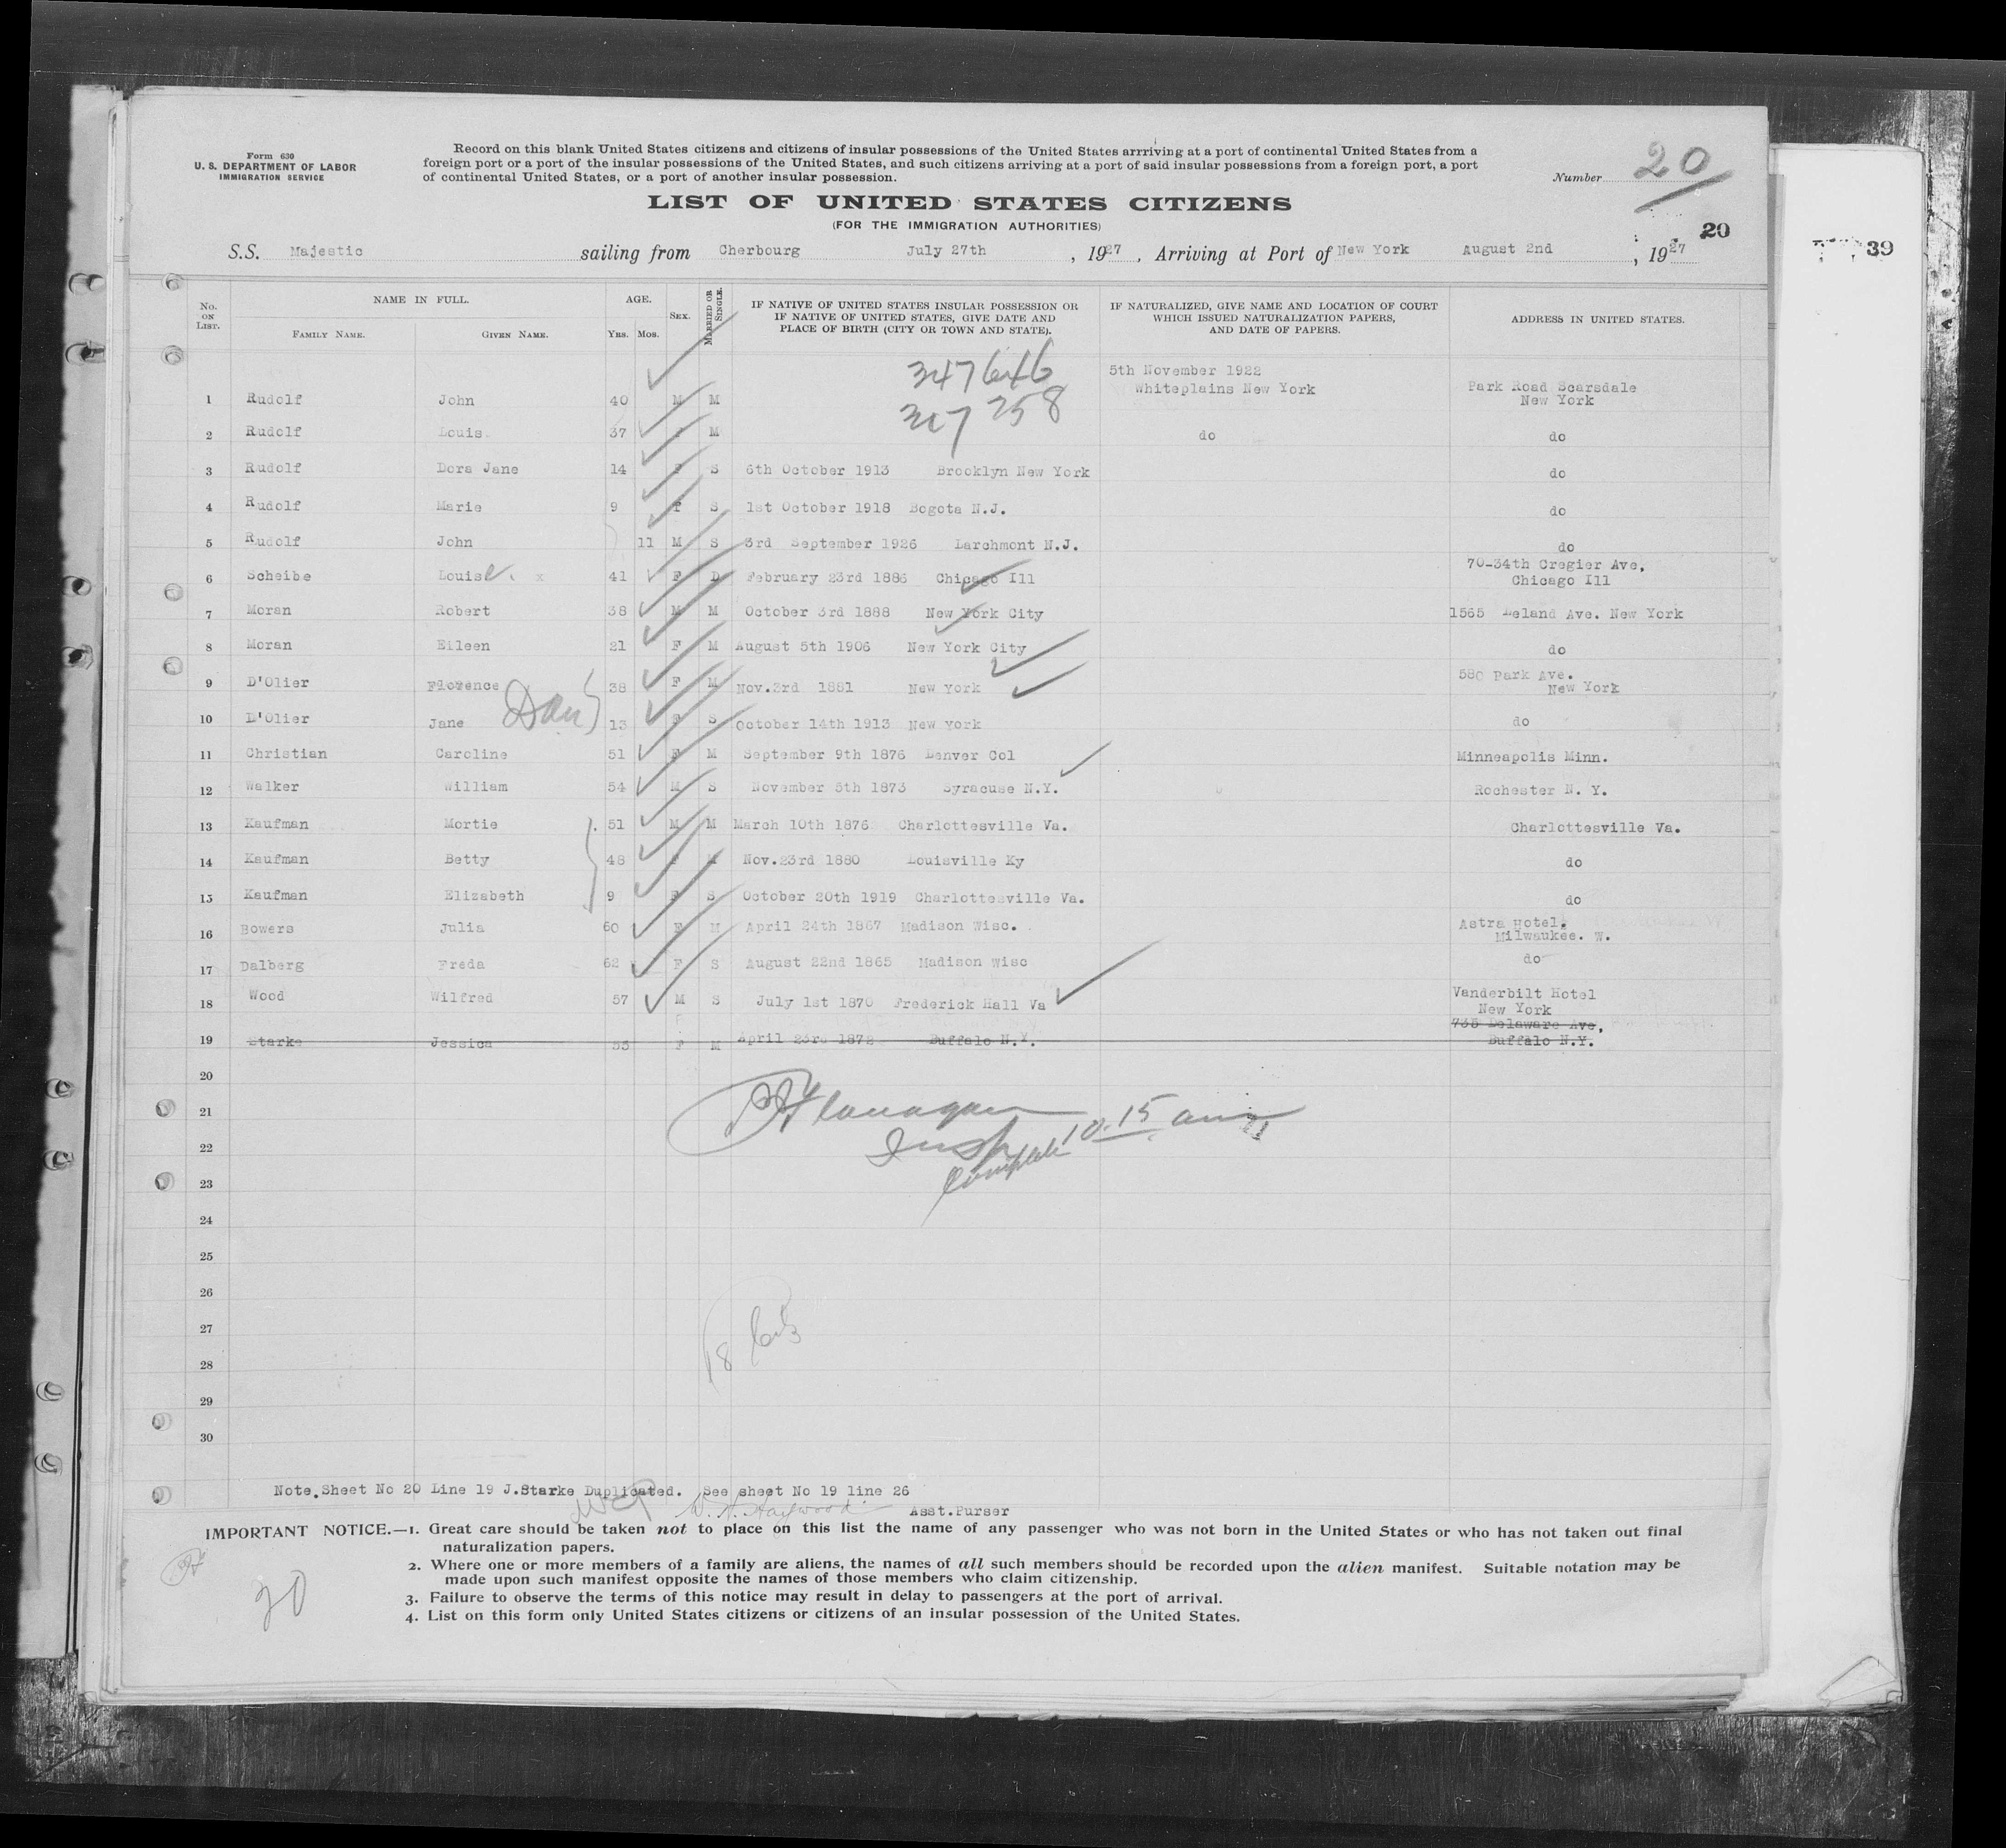 Form 630
U. S. DEPARTMENT OF LABOR
IMMIGRATION SERVICE
Record on this blank United States citizens and citizens of insular possessions of the United States arrriving at a port of continental United States from a
foreign port or a port of the insular possessions of the United States, and such citizens arriving at a port of said insular possessions from a foreign port, a port
of continental United States, or a port of another insular possession.
Number 20
LIST OF UNITED STATES CITIZENS
(FOR THE IMMIGRATION AUTHORITIES)
20
39
S.S. Majestic sailing from Cherbourg July 27th , 1927 , Arriving at Port of New York August 2nd , 1927
No. ON LIST. NAME IN FULL. FAMILY NAME. GIVEN NAME. AGE. YRS. MOS. SEX. MARRIED OR SINGLE. IF NATIVE OF UNITED STATES INSULAR POSSESSION OR IF NATIVE OF UNITED STATES, GIVE DATE AND PLACE OF BIRTH (CITY OR TOWN AND STATE). IF NATURALIZED, GIVE NAME AND LOCATION OF COURT WHICH ISSUED NATURALIZATION PAPERS, AND DATE OF PAPERS. ADDRESS IN UNITED STATES.
347646
5th November 1922
1 Rudolf John 40 M M Whiteplains New York Park Road Scarsdale New York
2 Rudolf Louis 37 F M do do
3 Rudolf Dora Jane 14 F S 6th October 1913 Brooklyn New York do
4 Rudolf Marie 9 F S 1st October 1918 Bogota N.J. do
5 Rudolf John 11 M S 3rd September 1926 Larchmont N.J. do
6 Scheibe Louise x 41 F D February 23rd 1886 Chicago Ill 70-34th Cregier Ave, Chicago Ill
7 Moran Robert 38 M M October 3rd 1888 New York City 1565 Leland Ave. New York
8 Moran Eileen 21 F M August 5th 1906 New York City do
9 D'Olier Florence 38 F M Nov.3rd 1881 New York 580 Park Ave. New York
10 D'Olier Jane 13 F S October 14th 1913 New York do
11 Christian Caroline 51 F M September 9th 1876 Denver Col Minneapolis Minn.
12 Walker William 54 M S November 5th 1873 Syracuse N.Y. Rochester N. Y.
13 Kaufman Mortie 51 M M March 10th 1876 Charlottesville Va. Charlottesville Va.
14 Kaufman Betty 48 F M Nov.23rd 1880 Louisville Ky do
15 Kaufman Elizabeth 9 F S October 20th 1919 Charlottesville Va. do
16 Bowers Julia 60 F M April 24th 1867 Madison Wisc. Astra Hotel, Milwaukee. W.
17 Dalberg Freda 62 F S August 22nd 1865 Madison Wisc do
18 Wood Wilfred 57 M S July 1st 1870 Frederick Hall Va Vanderbilt Hotel New York
19 Starke Jessica 55 F M April 23rd 1872 Buffalo N.Y. 735 Delaware Ave, Buffalo N.Y.
20
21 Flanagan
22 Insp 10.15 am
23
24
25
26
27
28
29
30
Note.Sheet No 20 Line 19 J.Starke Duplicated. See sheet No 19 line 26
W. H. Haywood Asst.Purser
IMPORTANT NOTICE.—1. Great care should be taken not to place on this list the name of any passenger who was not born in the United States or who has not taken out final
naturalization papers.
2. Where one or more members of a family are aliens, the names of all such members should be recorded upon the alien manifest. Suitable notation may be
made upon such manifest opposite the names of those members who claim citizenship.
3. Failure to observe the terms of this notice may result in delay to passengers at the port of arrival.
4. List on this form only United States citizens or citizens of an insular possession of the United States.